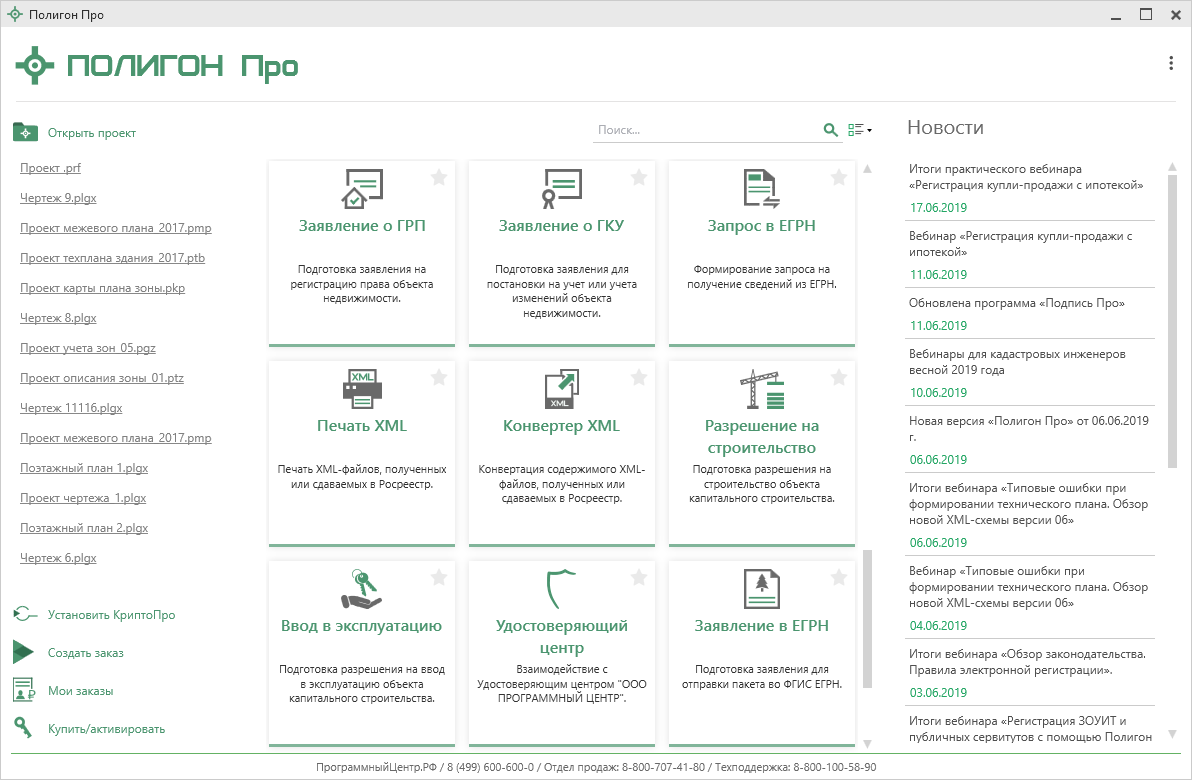 Полигон Про
ПОЛИГОН Про
Открыть проект
Проект .prf
Чертеж 9.plgx
Проект межевого плана_2017.pmp
Проект техплана здания_2017.ptb
Проект карты плана зоны.pkp
Чертеж 8.plgx
Проект учета зон_05.pgz
Проект описания зоны_01.ptz
Чертеж 11116.plgx
Проект межевого плана_2017.pmp
Поэтажный план 1.plgx
Проект чертежа_1.plgx
Поэтажный план 2.plgx
Чертеж 6.plgx
Установить КриптоПро
Создать заказ
Мои заказы
Купить/активировать
Поиск...
Заявление о ГРП
Подготовка заявления на
регистрацию права объекта
недвижимости.
Заявление о ГКУ
Подготовка заявления для
постановки на учет или учета
изменений объекта
недвижимости.
Запрос в ЕГРН
Формирование запроса на
получение сведений из ЕГРН.
XML
Печать XML
Печать XML-файлов, полученных
или сдаваемых в Росреестр.
XML
Конвертер XML
Конвертация содержимого XML-
файлов, полученных или
сдаваемых в Росреестр.
Разрешение на
строительство
Подготовка разрешения на
строительство объекта
капитального строительства.
Ввод в эксплуатацию
Подготовка разрешения на ввод
в эксплуатацию объекта
капитального строительства.
Удостоверяющий
центр
Взаимодействие с
Удостоверяющим центром "ООО
ПРОГРАММНЫЙ ЦЕНТР".
Заявление в ЕГРН
Подготовка заявления для
отправки пакета во ФГИС ЕГРН.
Новости
Итоги практического вебинара
«Регистрация купли-продажи с ипотекой»
17.06.2019
Вебинар «Регистрация купли-продажи с
ипотекой»
11.06.2019
Обновлена программа «Подпись Про»
11.06.2019
Вебинары для кадастровых инженеров
весной 2019 года
10.06.2019
Новая версия «Полигон Про» от 06.06.2019
г.
06.06.2019
Итоги вебинара «Типовые ошибки при
формировании технического плана. Обзор
новой XML-схемы версии 06»
06.06.2019
Вебинар «Типовые ошибки при
формировании технического плана. Обзор
новой XML-схемы версии 06»
04.06.2019
Итоги вебинара «Обзор законодательства.
Правила электронной регистрации».
03.06.2019
Итоги вебинара «Регистрация ЗОУИТ и
публичных сервитутов с помощью Полигон
ПрограммныйЦентр.РФ / 8 (499) 600-600-0 / Отдел продаж: 8-800-707-41-80 / Техподдержка: 8-800-100-58-90